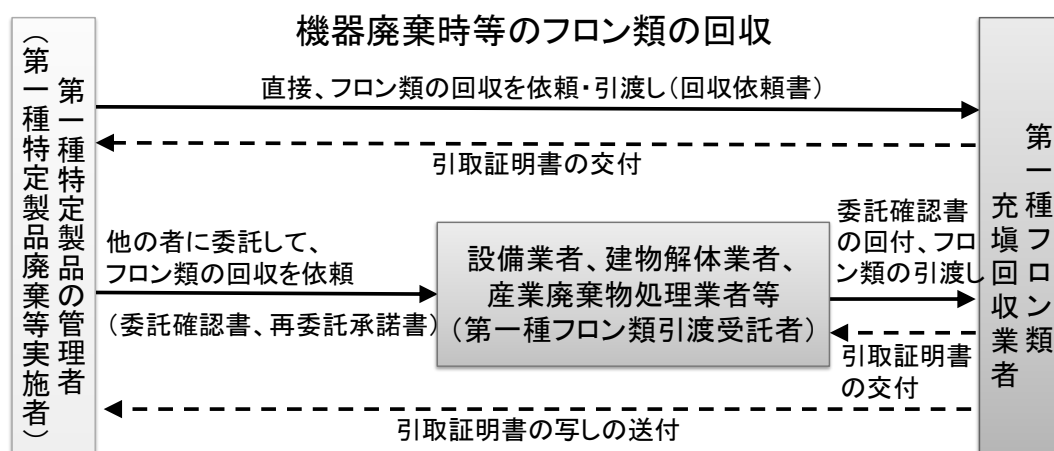 機器廃棄時等のフロン類の回収
第一種特定製品の管理者
（第一種特定製品廃棄等実施者）
直接、フロン類の回収を依頼・引渡し（回収依頼書）
引取証明書の交付
他の者に委託して、
フロン類の回収を依頼
（委託確認書、再委託承諾書）
設備業者、建物解体業者、
産業廃棄物処理業者等
（第一種フロン類引渡受託者）
委託確認書
の回付、フロ
ン類の引渡し
引取証明書
の交付
引取証明書の写しの送付
第一種フロン類
充塡回収業者